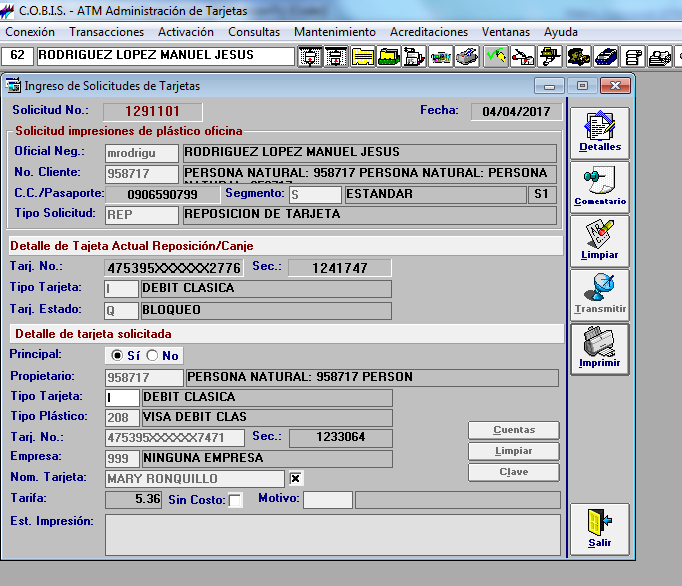 C.O.B.I.S. - ATM Administración de Tarjetas
Conexión Transacciones Activación Consultas Mantenimiento Acreditaciones Ventanas Ayuda
62 RODRIGUEZ LOPEZ MANUEL JESUS
Ingreso de Solicitudes de Tarjetas
Solicitud No.: 1291101 Fecha: 04/04/2017
Solicitud impresiones de plástico oficina
Oficial Neg.: mrodrigu RODRIGUEZ LOPEZ MANUEL JESUS
No. Cliente: 958717 PERSONA NATURAL: 958717 PERSONA NATURAL: PERSONA
NATURAL: 958717
C.C./Pasaporte: 0906590799 Segmento: S ESTANDAR S1
Tipo Solicitud: REP REPOSICION DE TARJETA
Detalle de Tajeta Actual Reposición/Canje
Tarj. No.: 475395XXXXXX2776 Sec.: 1241747
Tipo Tarjeta: I DEBIT CLASICA
Tarj. Estado: Q BLOQUEO
Detalle de tarjeta solicitada
Principal: Sí No
Propietario: 958717 PERSONA NATURAL: 958717 PERSON
Tipo Tarjeta: I DEBIT CLASICA
Tipo Plástico: 208 VISA DEBIT CLAS
Tarj. No.: 475395XXXXXX7471 Sec.: 1233064
Empresa: 999 NINGUNA EMPRESA
Nom. Tarjeta: MARY RONQUILLO
Tarifa: 5.36 Sin Costo: Motivo:
Est. Impresión:
Cuentas
Limpiar
Clave
Detalles
Comentario
Limpiar
Transmitir
Imprimir
Salir